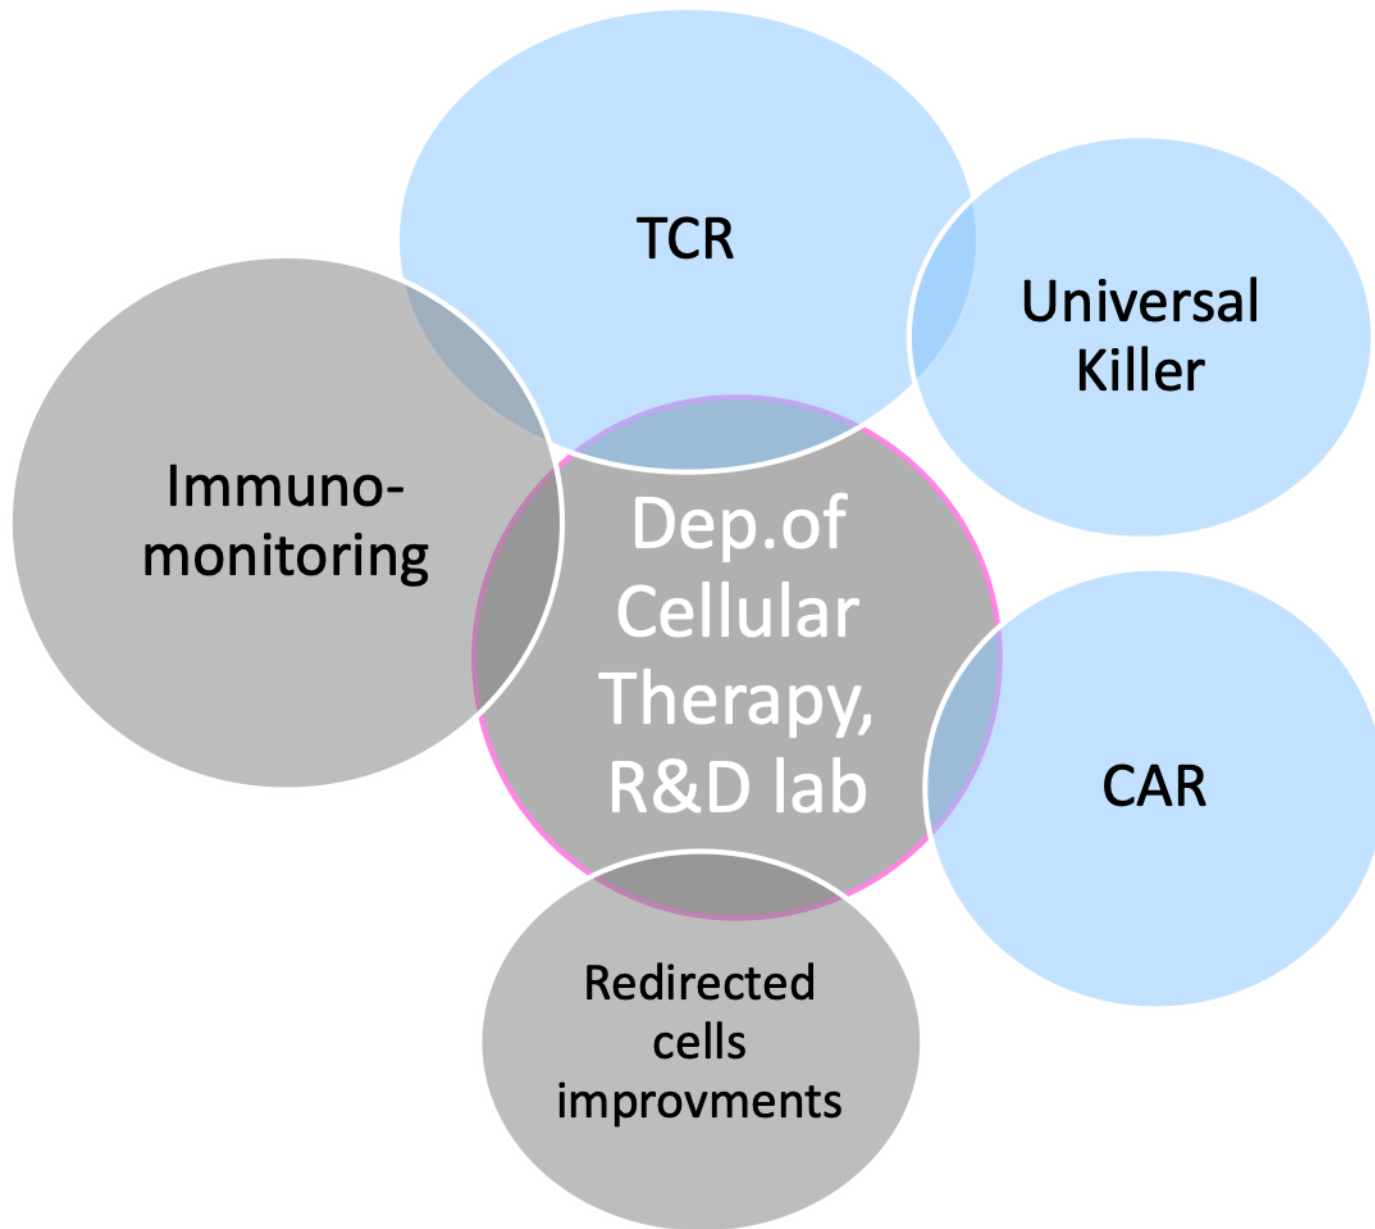 TCR
Universal
Killer
Immuno-
monitoring
Dep.of
Cellular
Therapy,
R&D lab
CAR
Redirected
cells
improvments